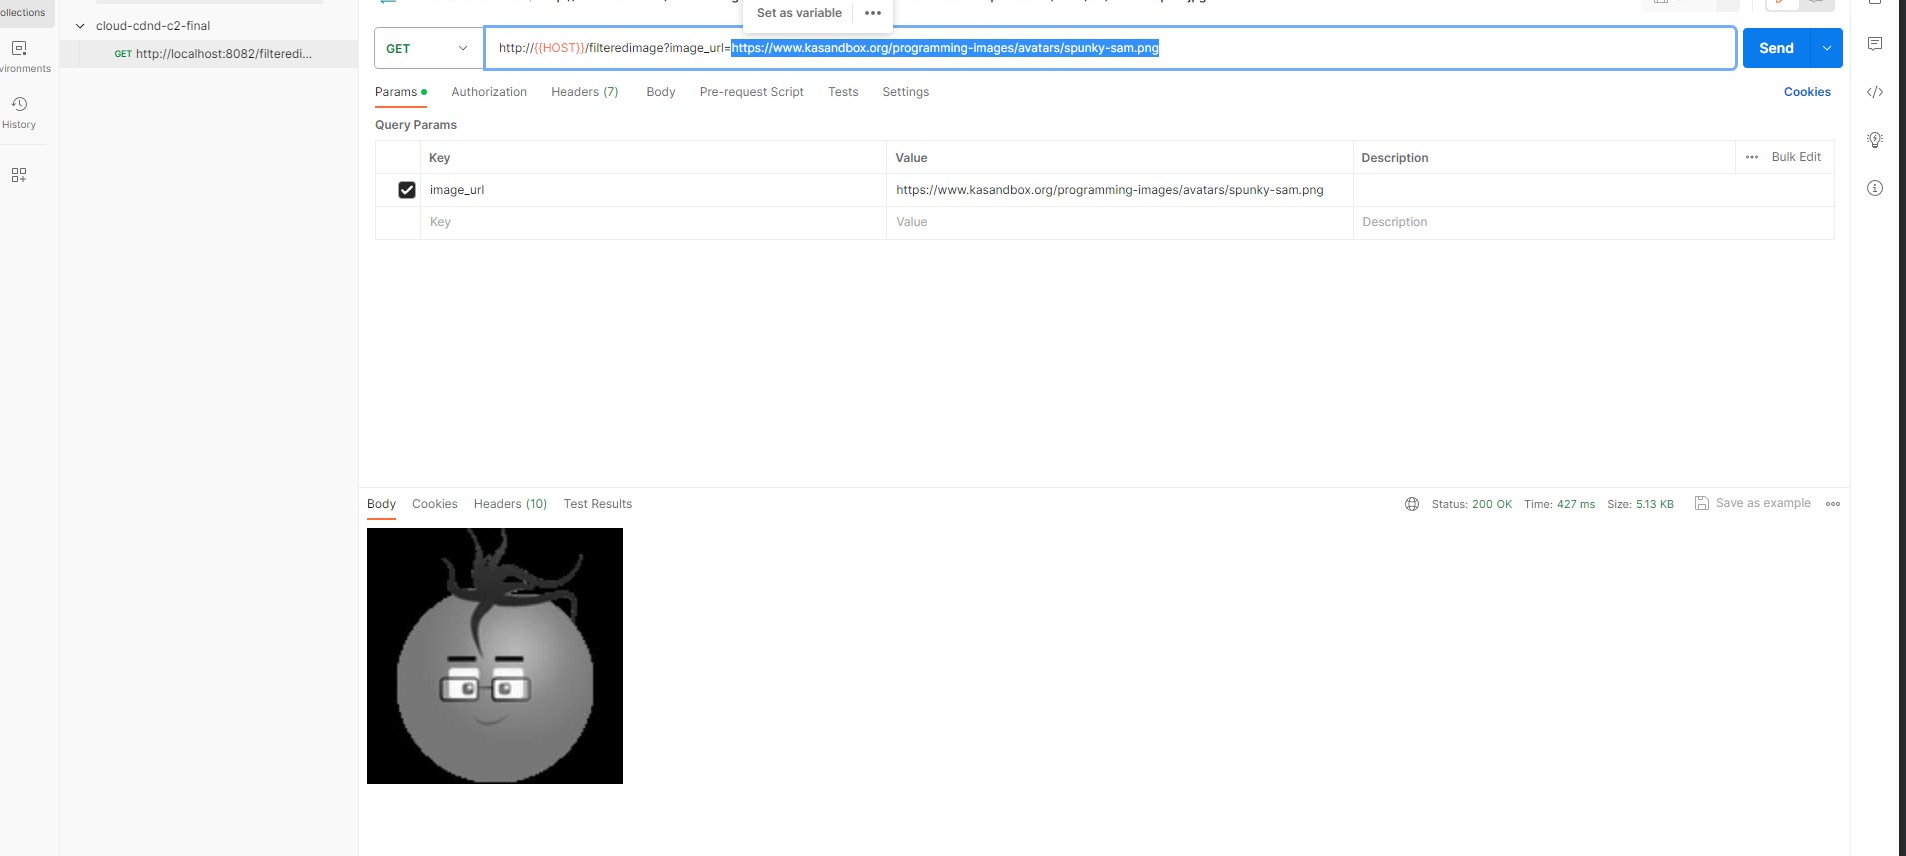 ollections
cloud-cdnd-c2-final
GET http://localhost:8082/filteredi...
vironments
History
Set as variable
GET
http://{{HOST}}/filteredimage?image_url=https://www.kasandbox.org/programming-images/avatars/spunky-sam.png
Send
Params Authorization Headers (7) Body Pre-request Script Tests Settings Cookies
Query Params
Key Value Description Bulk Edit
image_url https://www.kasandbox.org/programming-images/avatars/spunky-sam.png
Key Value Description
Body Cookies Headers (10) Test Results Status: 200 OK Time: 427 ms Size: 5.13 KB Save as example